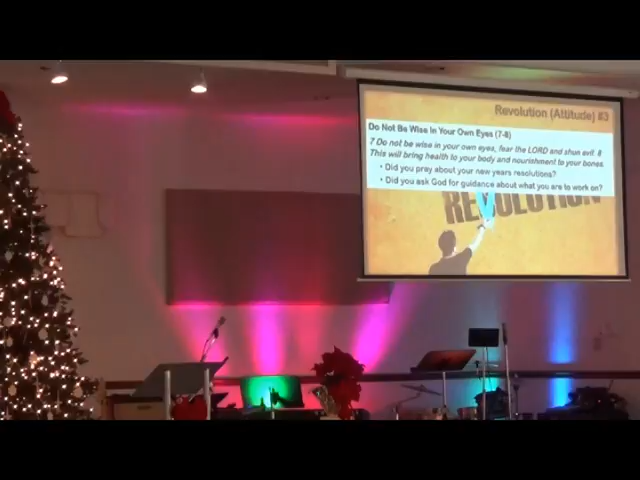 Revolution (Altitude) #3
Do Not Be Wise In Your Own Eyes (7-8)
7 Do not be wise in your own eyes, fear the LORD and shun evil 8
This will bring health to your body and nourishment to your bones.
• Did you pray about your new years resolutions?
• Did you ask God for guidance about what you are to work on?
REVOLUTION